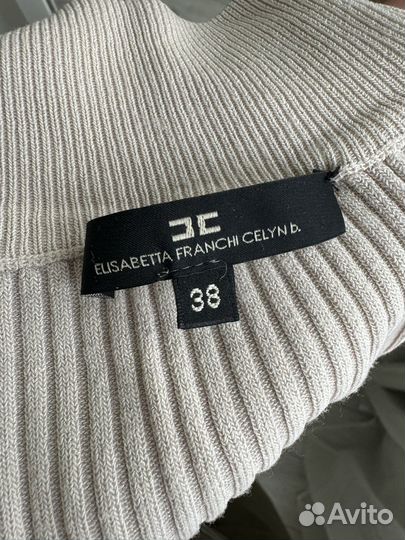 ELISABETTA FRANCHI CELYN b.
38
Avito